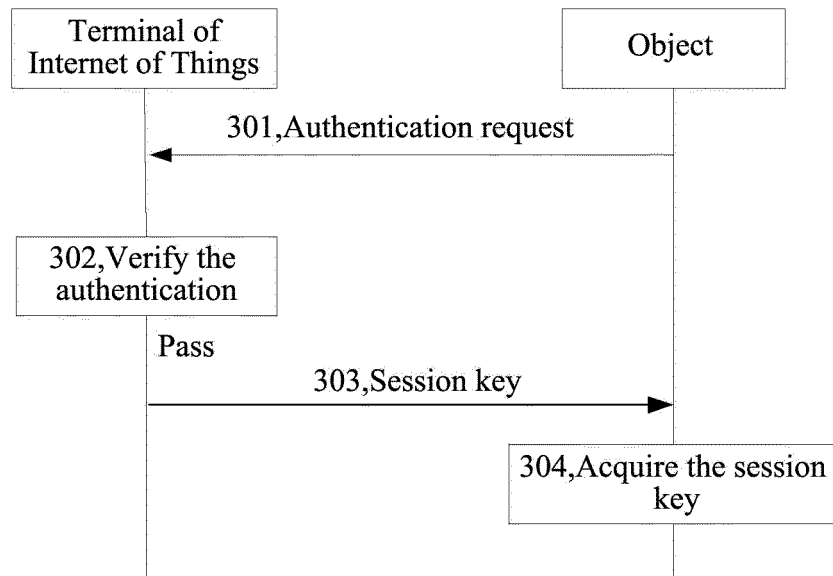 Terminal of
Internet of Things
Object
301,Authentication request
302,Verify the
authentication
Pass
303,Session key
304,Acquire the session
key